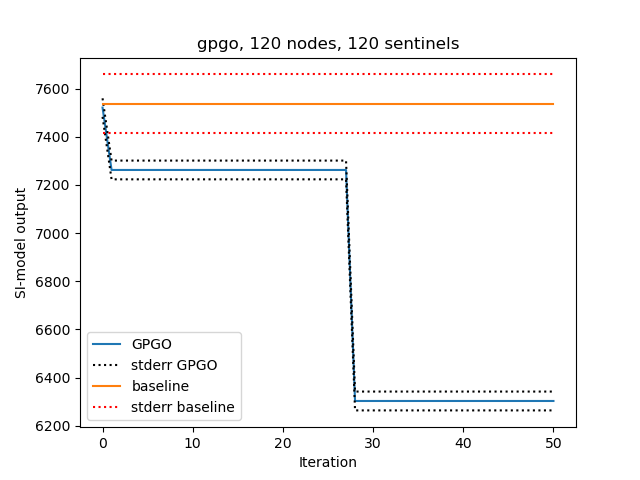 gpgo, 120 nodes, 120 sentinels
SI-model output
7600
7400
7200
7000
6800
6600
6400
6200
GPGO
stderr GPGO
baseline
stderr baseline
0
10
20
30
40
50
Iteration